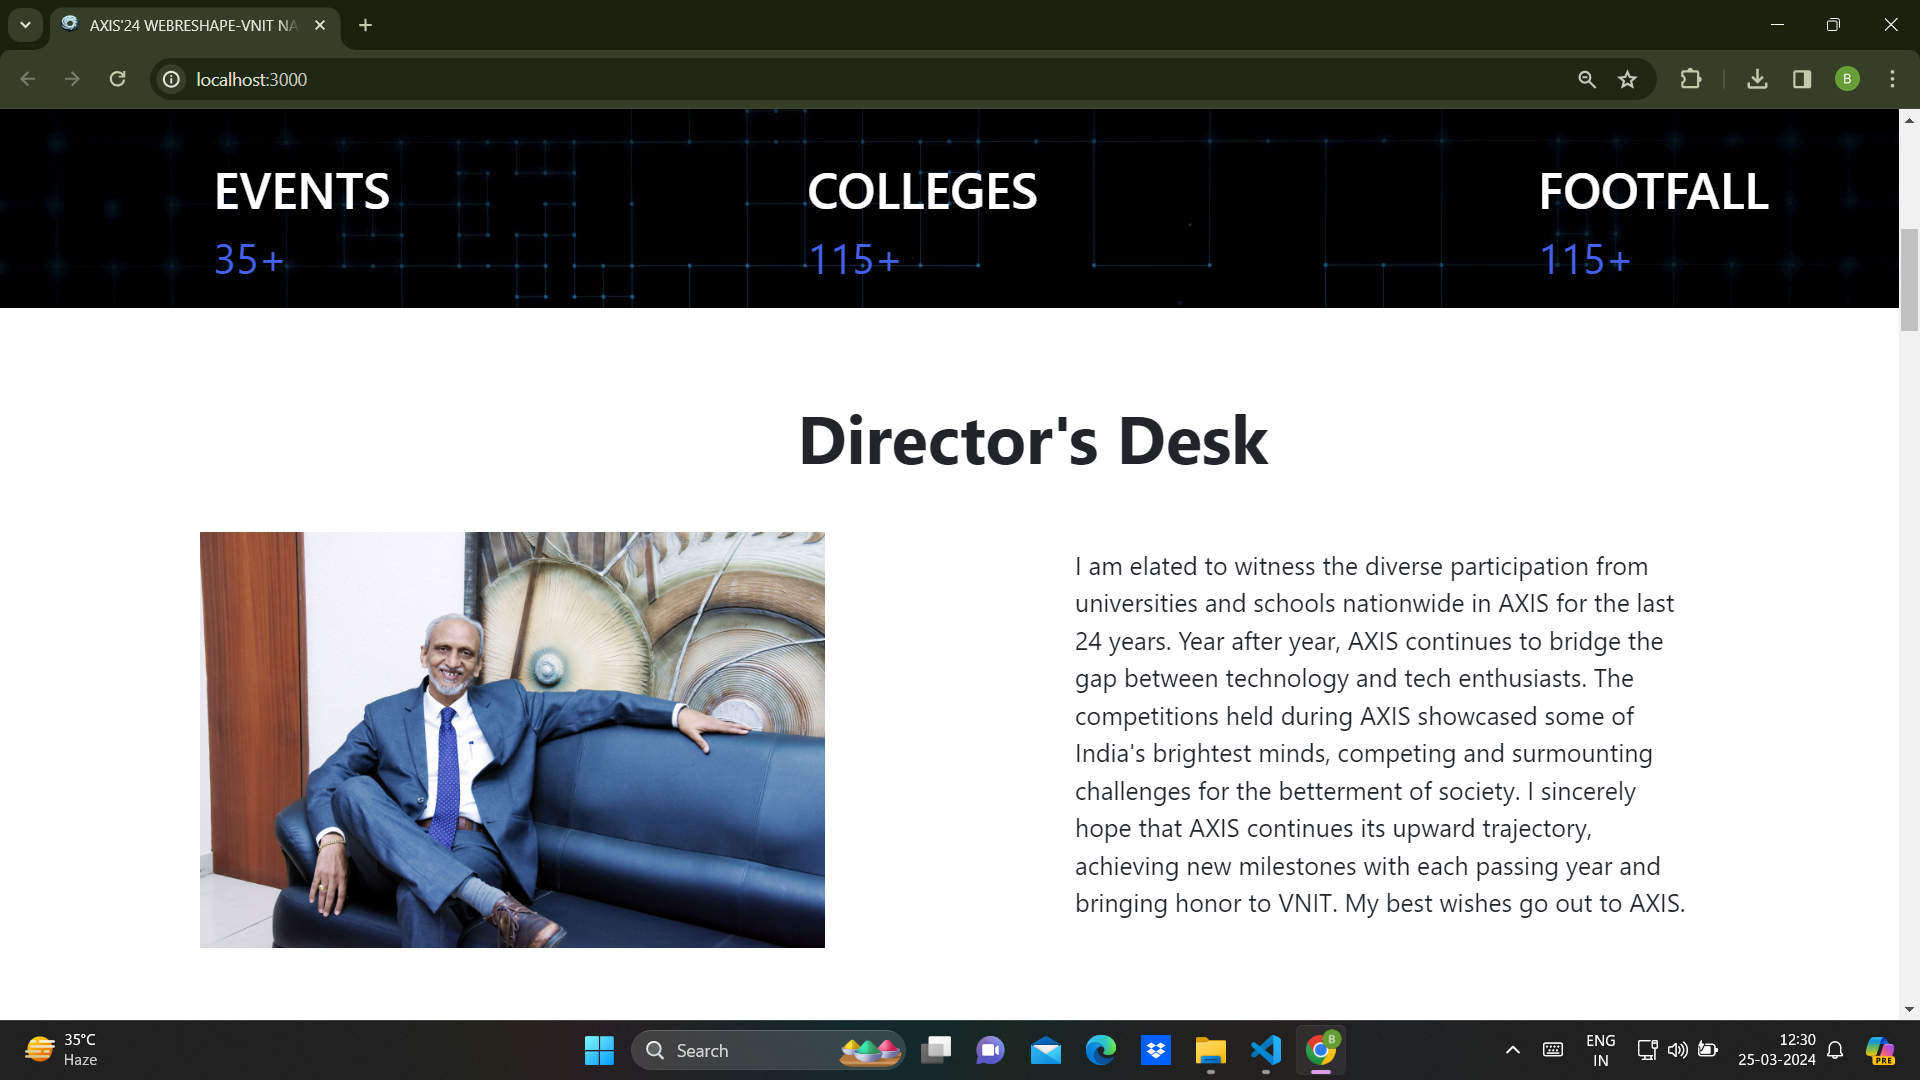 AXIS'24 WEBRESHAPE-VNIT NA
localhost:3000
B
EVENTS
COLLEGES
FOOTFALL
35+
115+
115+
Director's Desk
I am elated to witness the diverse participation from
universities and schools nationwide in AXIS for the last
24 years. Year after year, AXIS continues to bridge the
gap between technology and tech enthusiasts. The
competitions held during AXIS showcased some of
India's brightest minds, competing and surmounting
challenges for the betterment of society. I sincerely
hope that AXIS continues its upward trajectory,
achieving new milestones with each passing year and
bringing honor to VNIT. My best wishes go out to AXIS.
35°C
Haze
Search
B
ENG
IN
12:30
25-03-2024
PRE